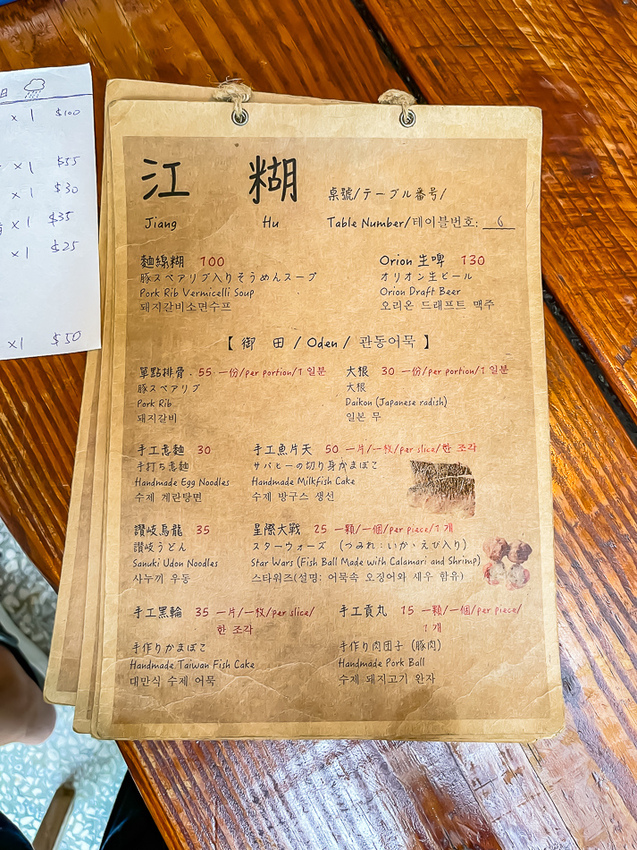 日
× 1 $100
× 1 $55
× 1 $30
× 1 $35
× 1 $25
×1 $50
江 糊
Jiang Hu
桌號/テーブル番号/
Table Number/테이블번호: 6
麵線糊 100
豚スペアリブ入りそうめんスープ
Pork Rib Vermicelli Soup
돼지갈비소면수프
Orion 生啤 130
オリオン生ビール
Orion Draft Beer
오리온 드래프트 맥주
【 御 田 / Oden / 관동어묵 】
單點排骨 . 55 一份/per portion/1 일분
豚スペアリブ
Pork Rib
돼지갈비
大根 30 一份/per portion/1 일분
大根
Daikon (Japanese radish)
일본 무
手工意麵 30
手打ち意麵
Handmade Egg Noodles
수제 계란탕면
手工魚片天 50 一片/一枚/per slice/한 조각
サバヒーの切り身かまぼこ
Handmade Milkfish Cake
수제 방구스 생선
讚岐烏龍 35
讚岐うどん
Sanuki Udon Noodles
사누끼 우동
星際大戰 25 一顆/一個/per piece/1 개
スターウォーズ (つみれ:いか、えび入り)
Star Wars (Fish Ball Made with Calamari and Shrimp)
스타워즈(설명: 어묵속 오징어와 새우 함유)
手工黑輪 35 一片/一枚/per slice/
한 조각
手作りかまぼこ
Handmade Taiwan Fish Cake
대만식 수제 어묵
手工貢丸 15 一顆/一個/per piece/
1 개
手作り肉団子 (豚肉)
Handmade Pork Ball
수제 돼지고기 완자